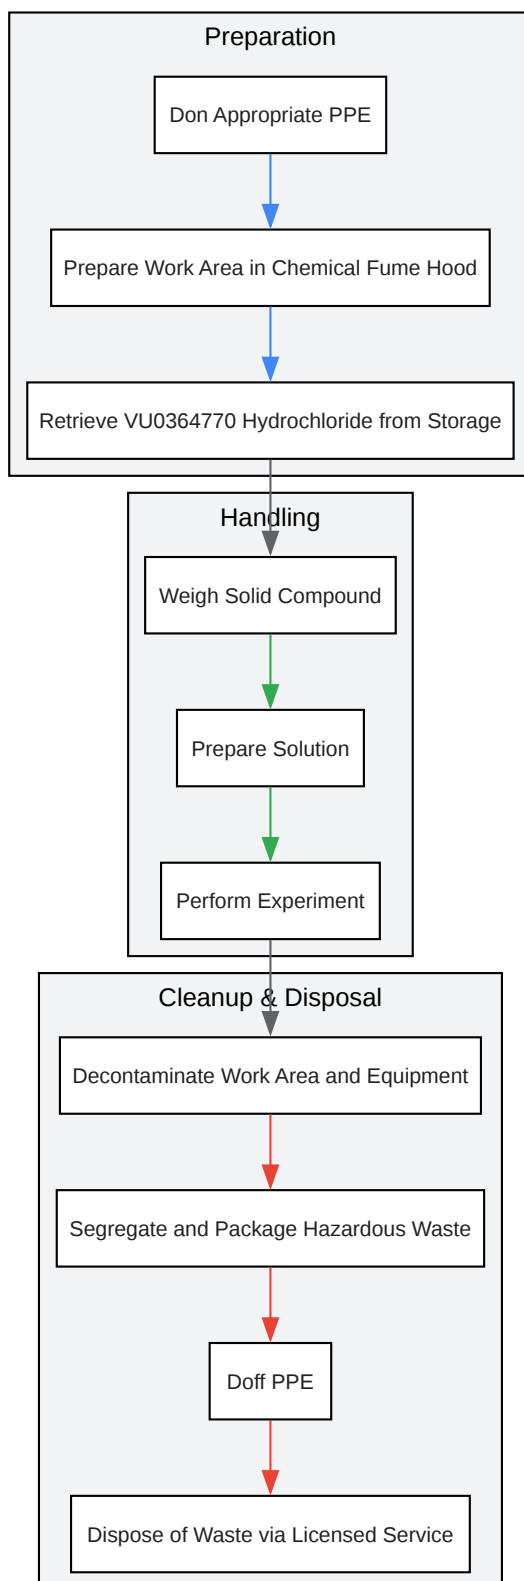 Preparation
Don Appropriate PPE
Prepare Work Area in Chemical Fume Hood
Retrieve VU0364770 Hydrochloride from Storage
Handling
Weigh Solid Compound
Prepare Solution
Perform Experiment
Cleanup & Disposal
Decontaminate Work Area and Equipment
Segregate and Package Hazardous Waste
Doff PPE
Dispose of Waste via Licensed Service